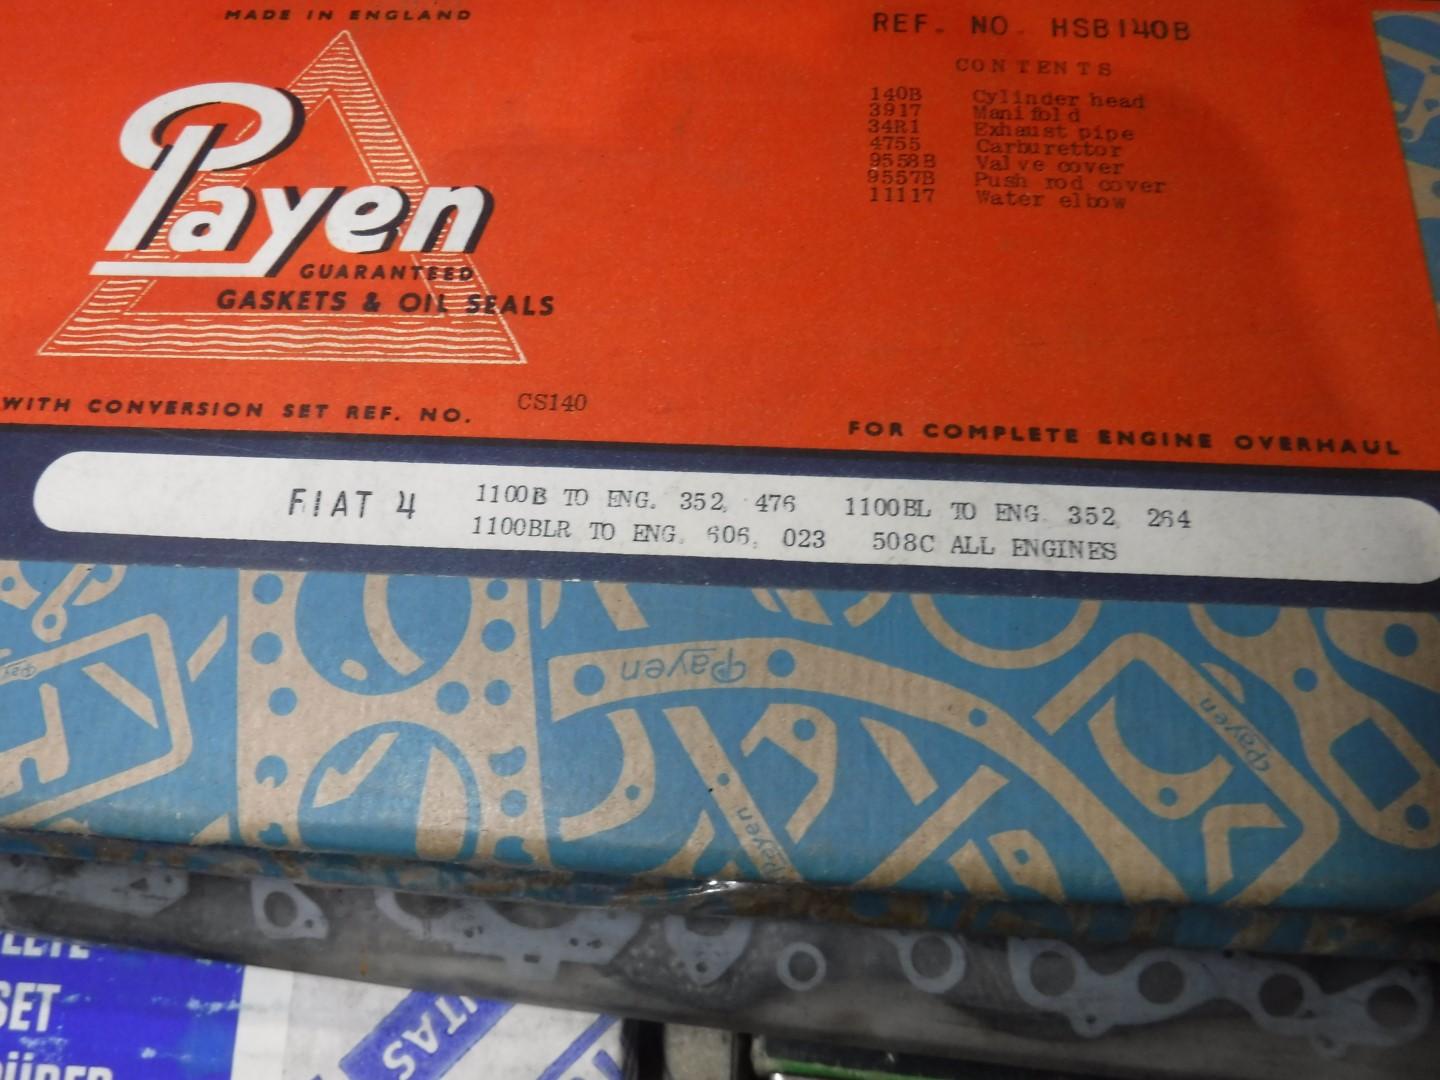 MADE IN ENGLAND
Payen
GUARANTEED
GASKETS & OIL SEALS
WITH CONVERSION SET REF. NO. CS140
REF. NO. HSB140B
CONTENTS
140B Cylinder head
3917 Manifold
34R1 Exhaust pipe
4755 Carburettor
9558B Valve cover
9557B Push rod cover
11117 Water elbow
FOR COMPLETE ENGINE OVERHAUL
FIAT 4
1100B TO ENG. 352, 476 1100BL TO ENG. 352 264
1100BLR TO ENG. 606, 023 508C ALL ENGINES
Payen
Payen
Payen
Pay
SET